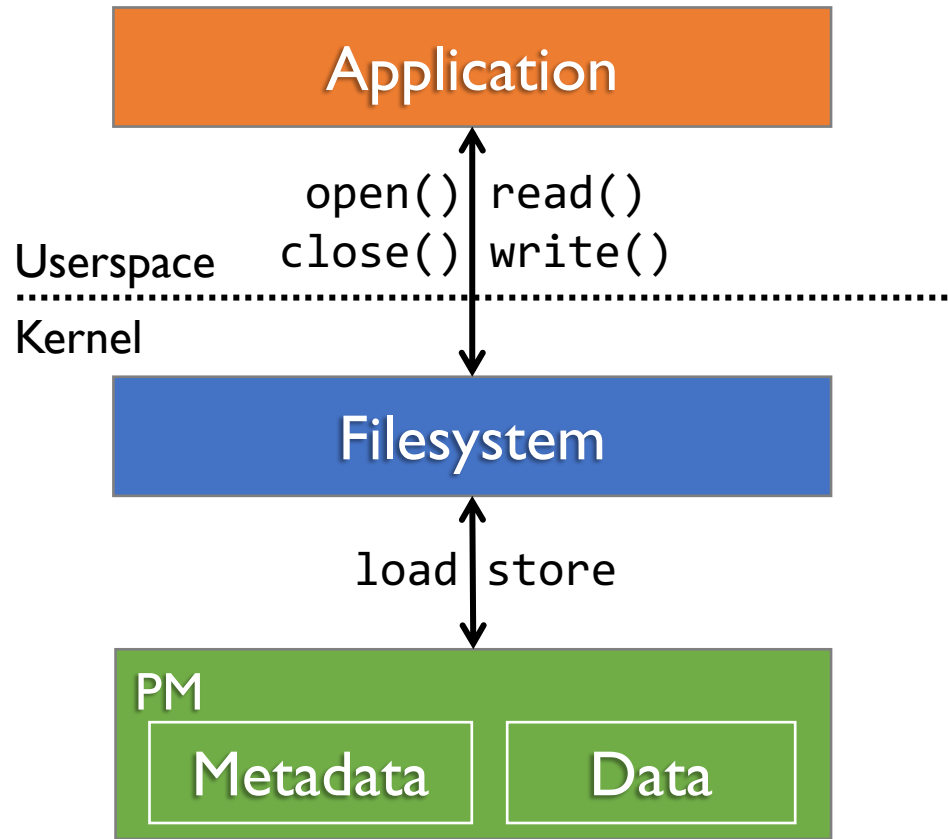 Application
open() read()
close() write()
Userspace
Kernel
Filesystem
load store
PM
Metadata Data